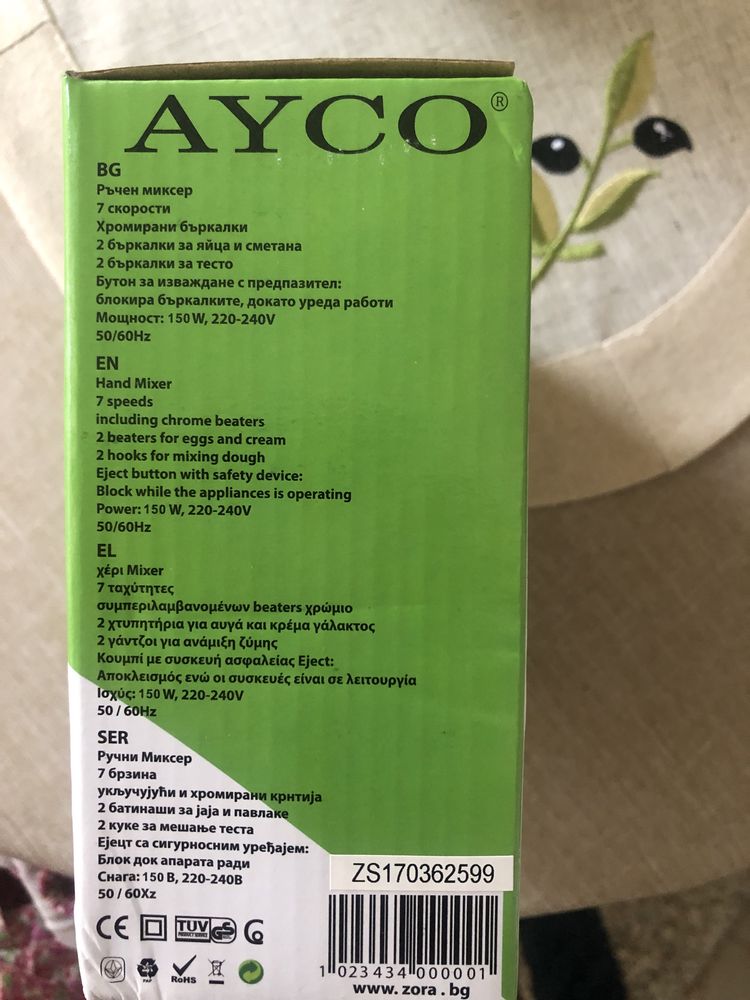 AYCO®
BG
Ръчен миксер
7 скорости
Хромирани бъркалки
2 бъркалки за яйца и сметана
2 бъркалки за тесто
Бутон за изваждане с предпазител:
блокира бъркалките, докато уреда работи
Мощност: 150 W, 220-240V
50/60Hz
EN
Hand Mixer
7 speeds
including chrome beaters
2 beaters for eggs and cream
2 hooks for mixing dough
Eject button with safety device:
Block while the appliances is operating
Power: 150 W, 220-240V
50/60Hz
EL
χέρι Mixer
7 ταχύτητες
συμπεριλαμβανομένων beaters χρώμιο
2 χτυπητήρια για αυγά και κρέμα γάλακτος
2 γάντζοι για ανάμιξη ζύμης
Κουμπί με συσκευή ασφαλείας Eject:
Αποκλεισμός ενώ οι συσκευές είναι σε λειτουργία
Ισχύς: 150 W, 220-240V
50 / 60Hz
SER
Ручни Миксер
7 брзина
укључујући и хромирани крнтија
2 батинаши за јаја и павлаке
2 куке за мешање теста
Ејецт са сигурносним уређајем:
Блок док апарата ради
Снага: 150 В, 220-240В
50 / 60Хz
ZS170362599
CE TUV PRODUCT SERVICE GS
PAP RoHS
1 023434 000001
www. zora . bg